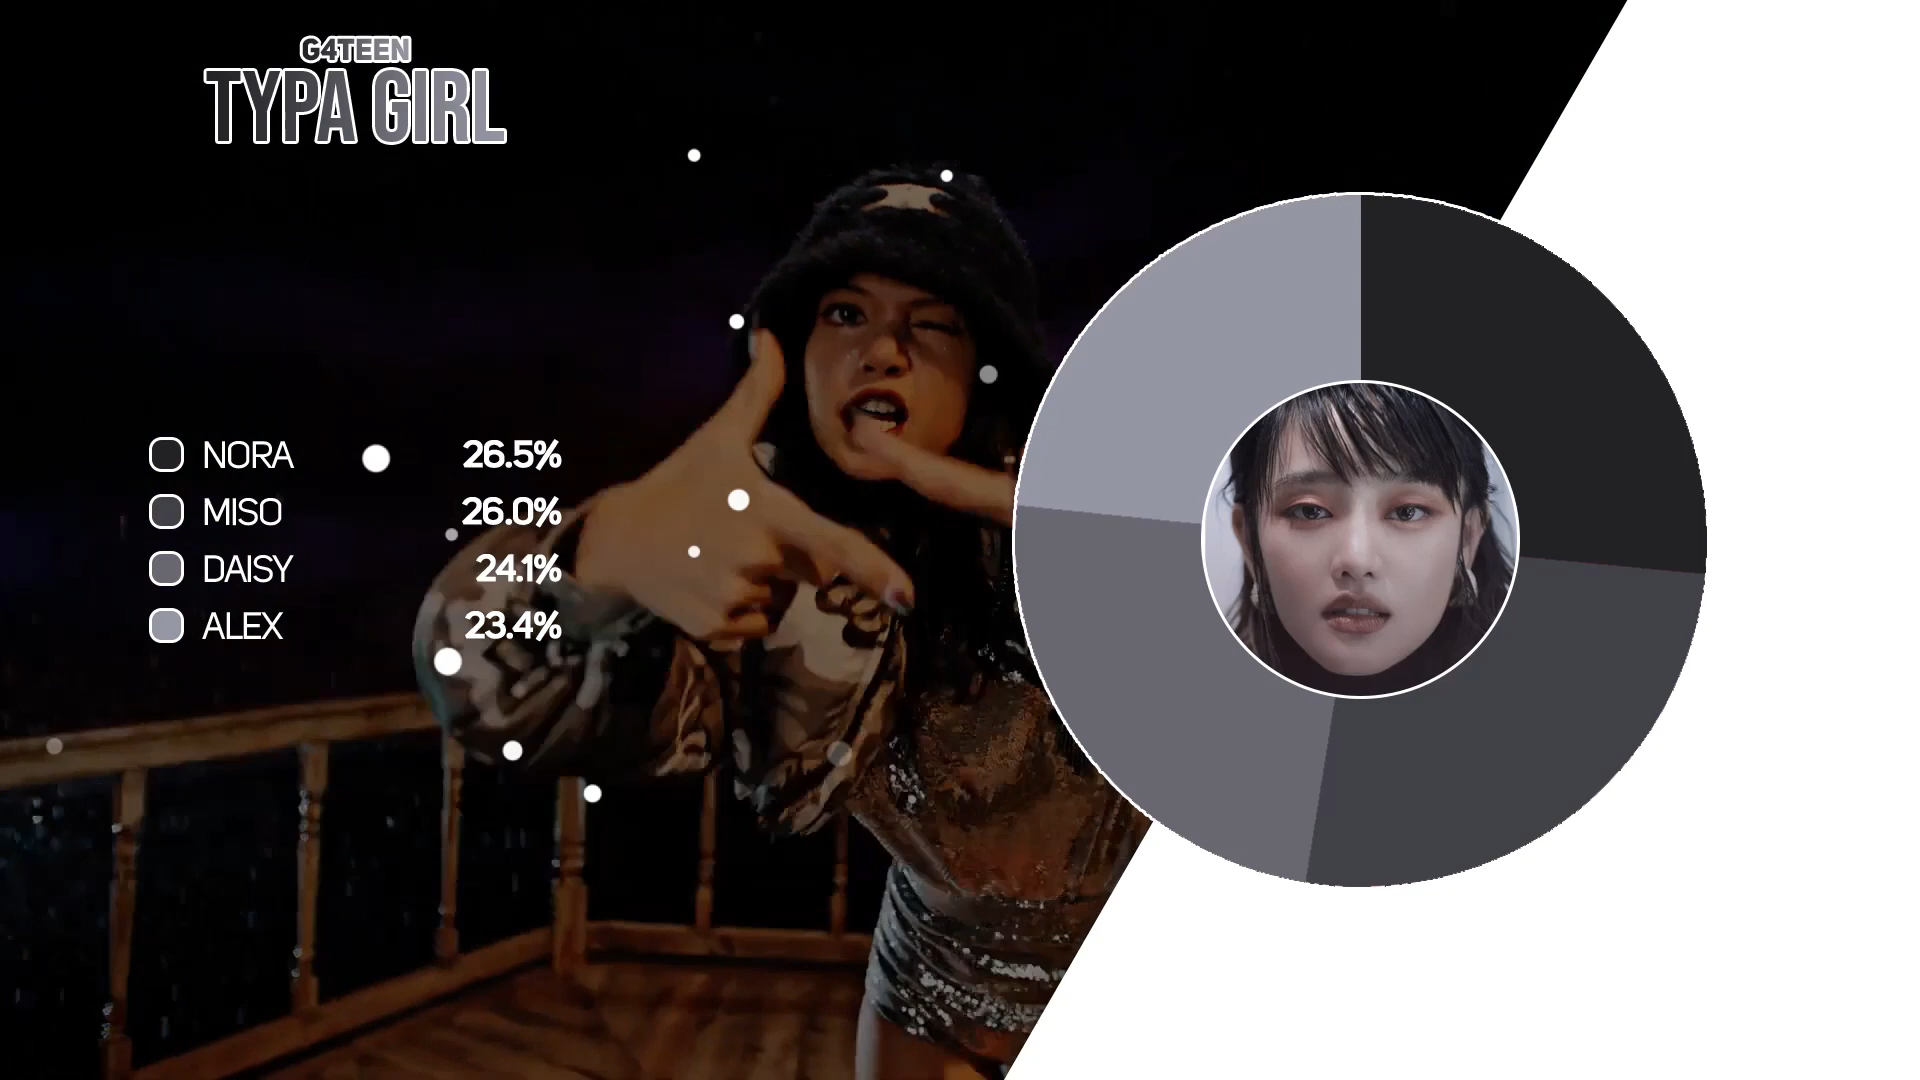 G4TEEN
TYPA GIRL
NORA 26.5%
MISO 26.0%
DAISY 24.1%
ALEX 23.4%